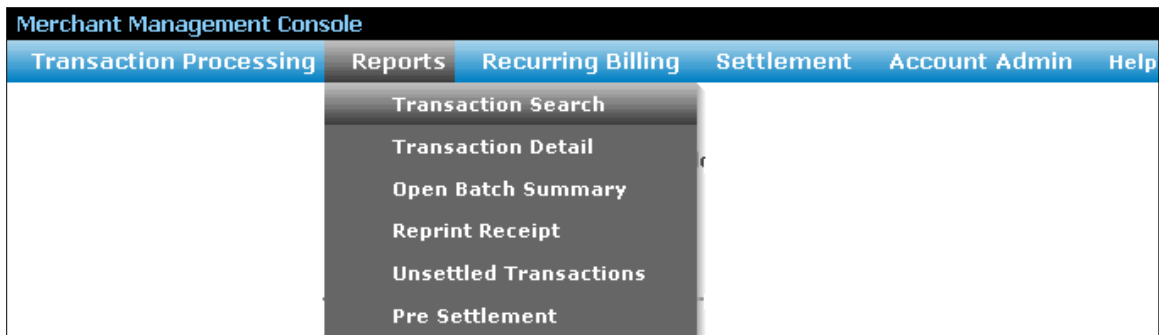 Merchant Management Console
Transaction Processing Reports Recurring Billing Settlement Account Admin Help
Transaction Search
Transaction Detail
Open Batch Summary
Reprint Receipt
Unsettled Transactions
Pre Settlement